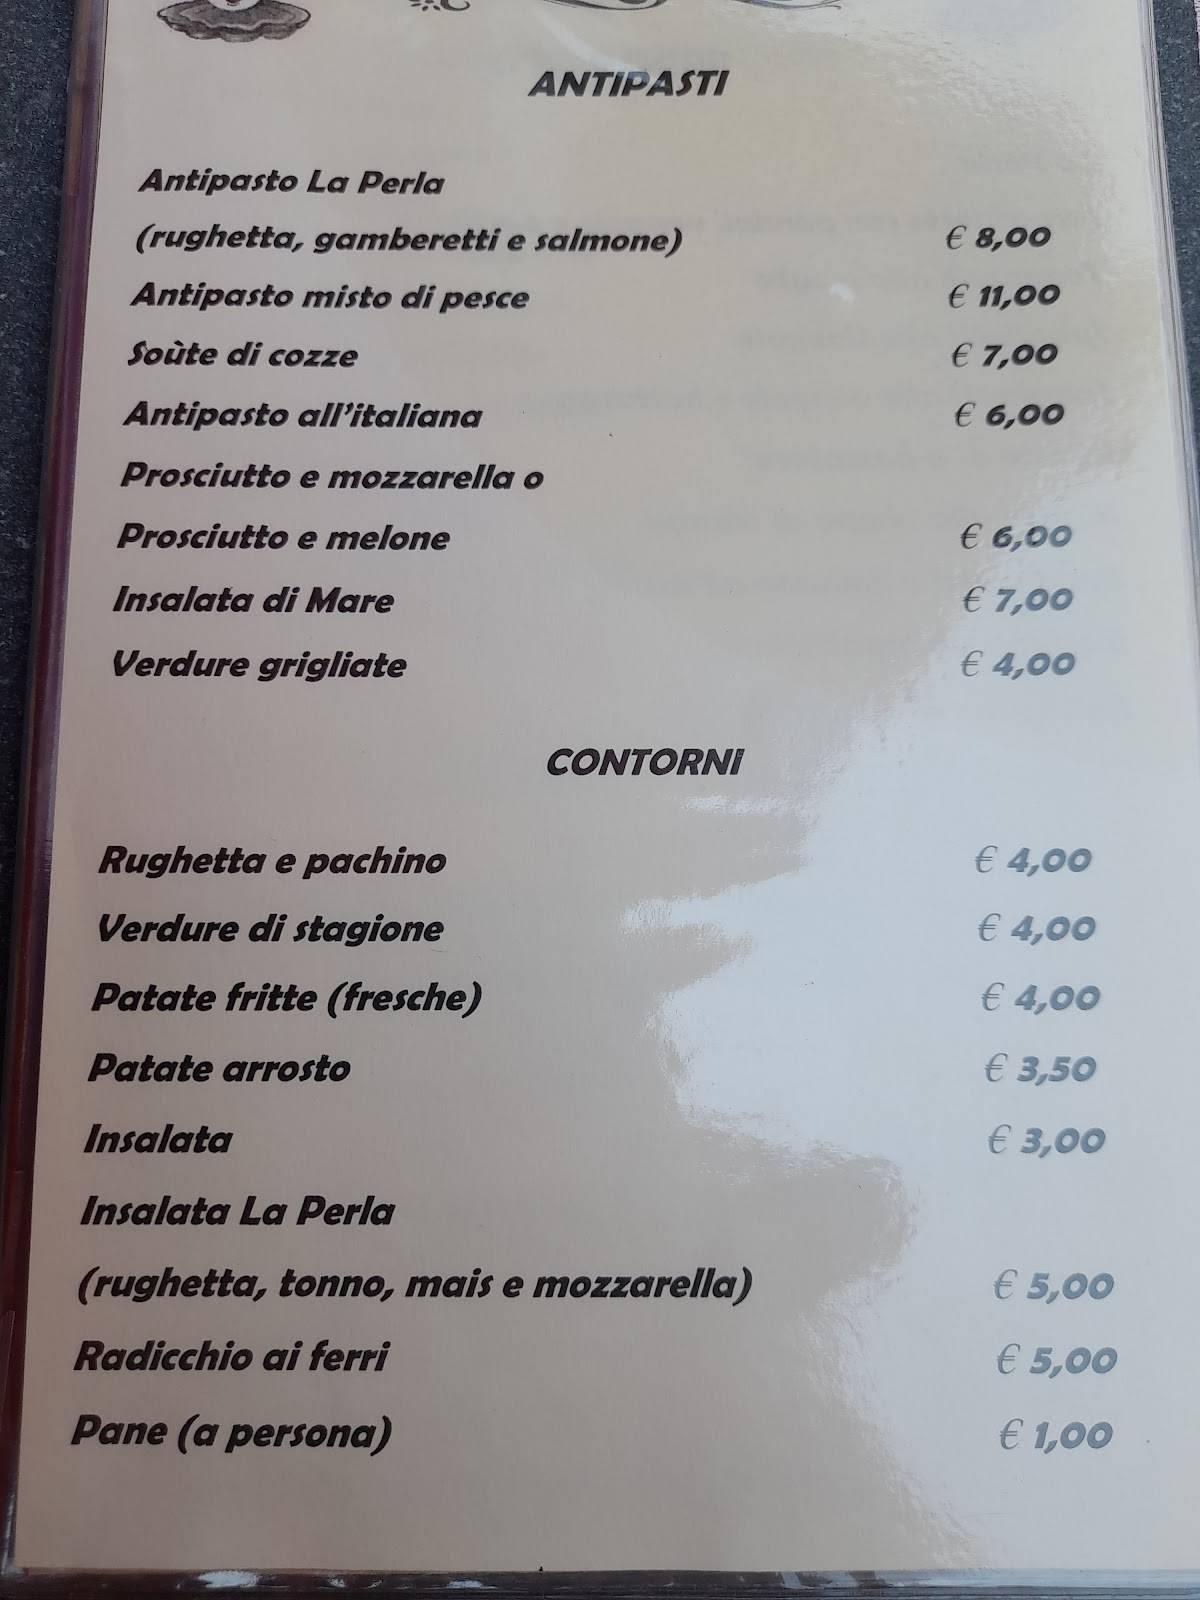 ANTIPASTI
Antipasto La Perla
(rughetta, gamberetti e salmone) € 8,00
Antipasto misto di pesce € 11,00
Soùte di cozze € 7,00
Antipasto all'italiana € 6,00
Prosciutto e mozzarella o
Prosciutto e melone € 6,00
Insalata di Mare € 7,00
Verdure grigliate € 4,00
CONTORNI
Rughetta e pachino € 4,00
Verdure di stagione € 4,00
Patate fritte (fresche) € 4,00
Patate arrosto € 3,50
Insalata € 3,00
Insalata La Perla
(rughetta, tonno, mais e mozzarella) € 5,00
Radicchio ai ferri € 5,00
Pane (a persona) € 1,00